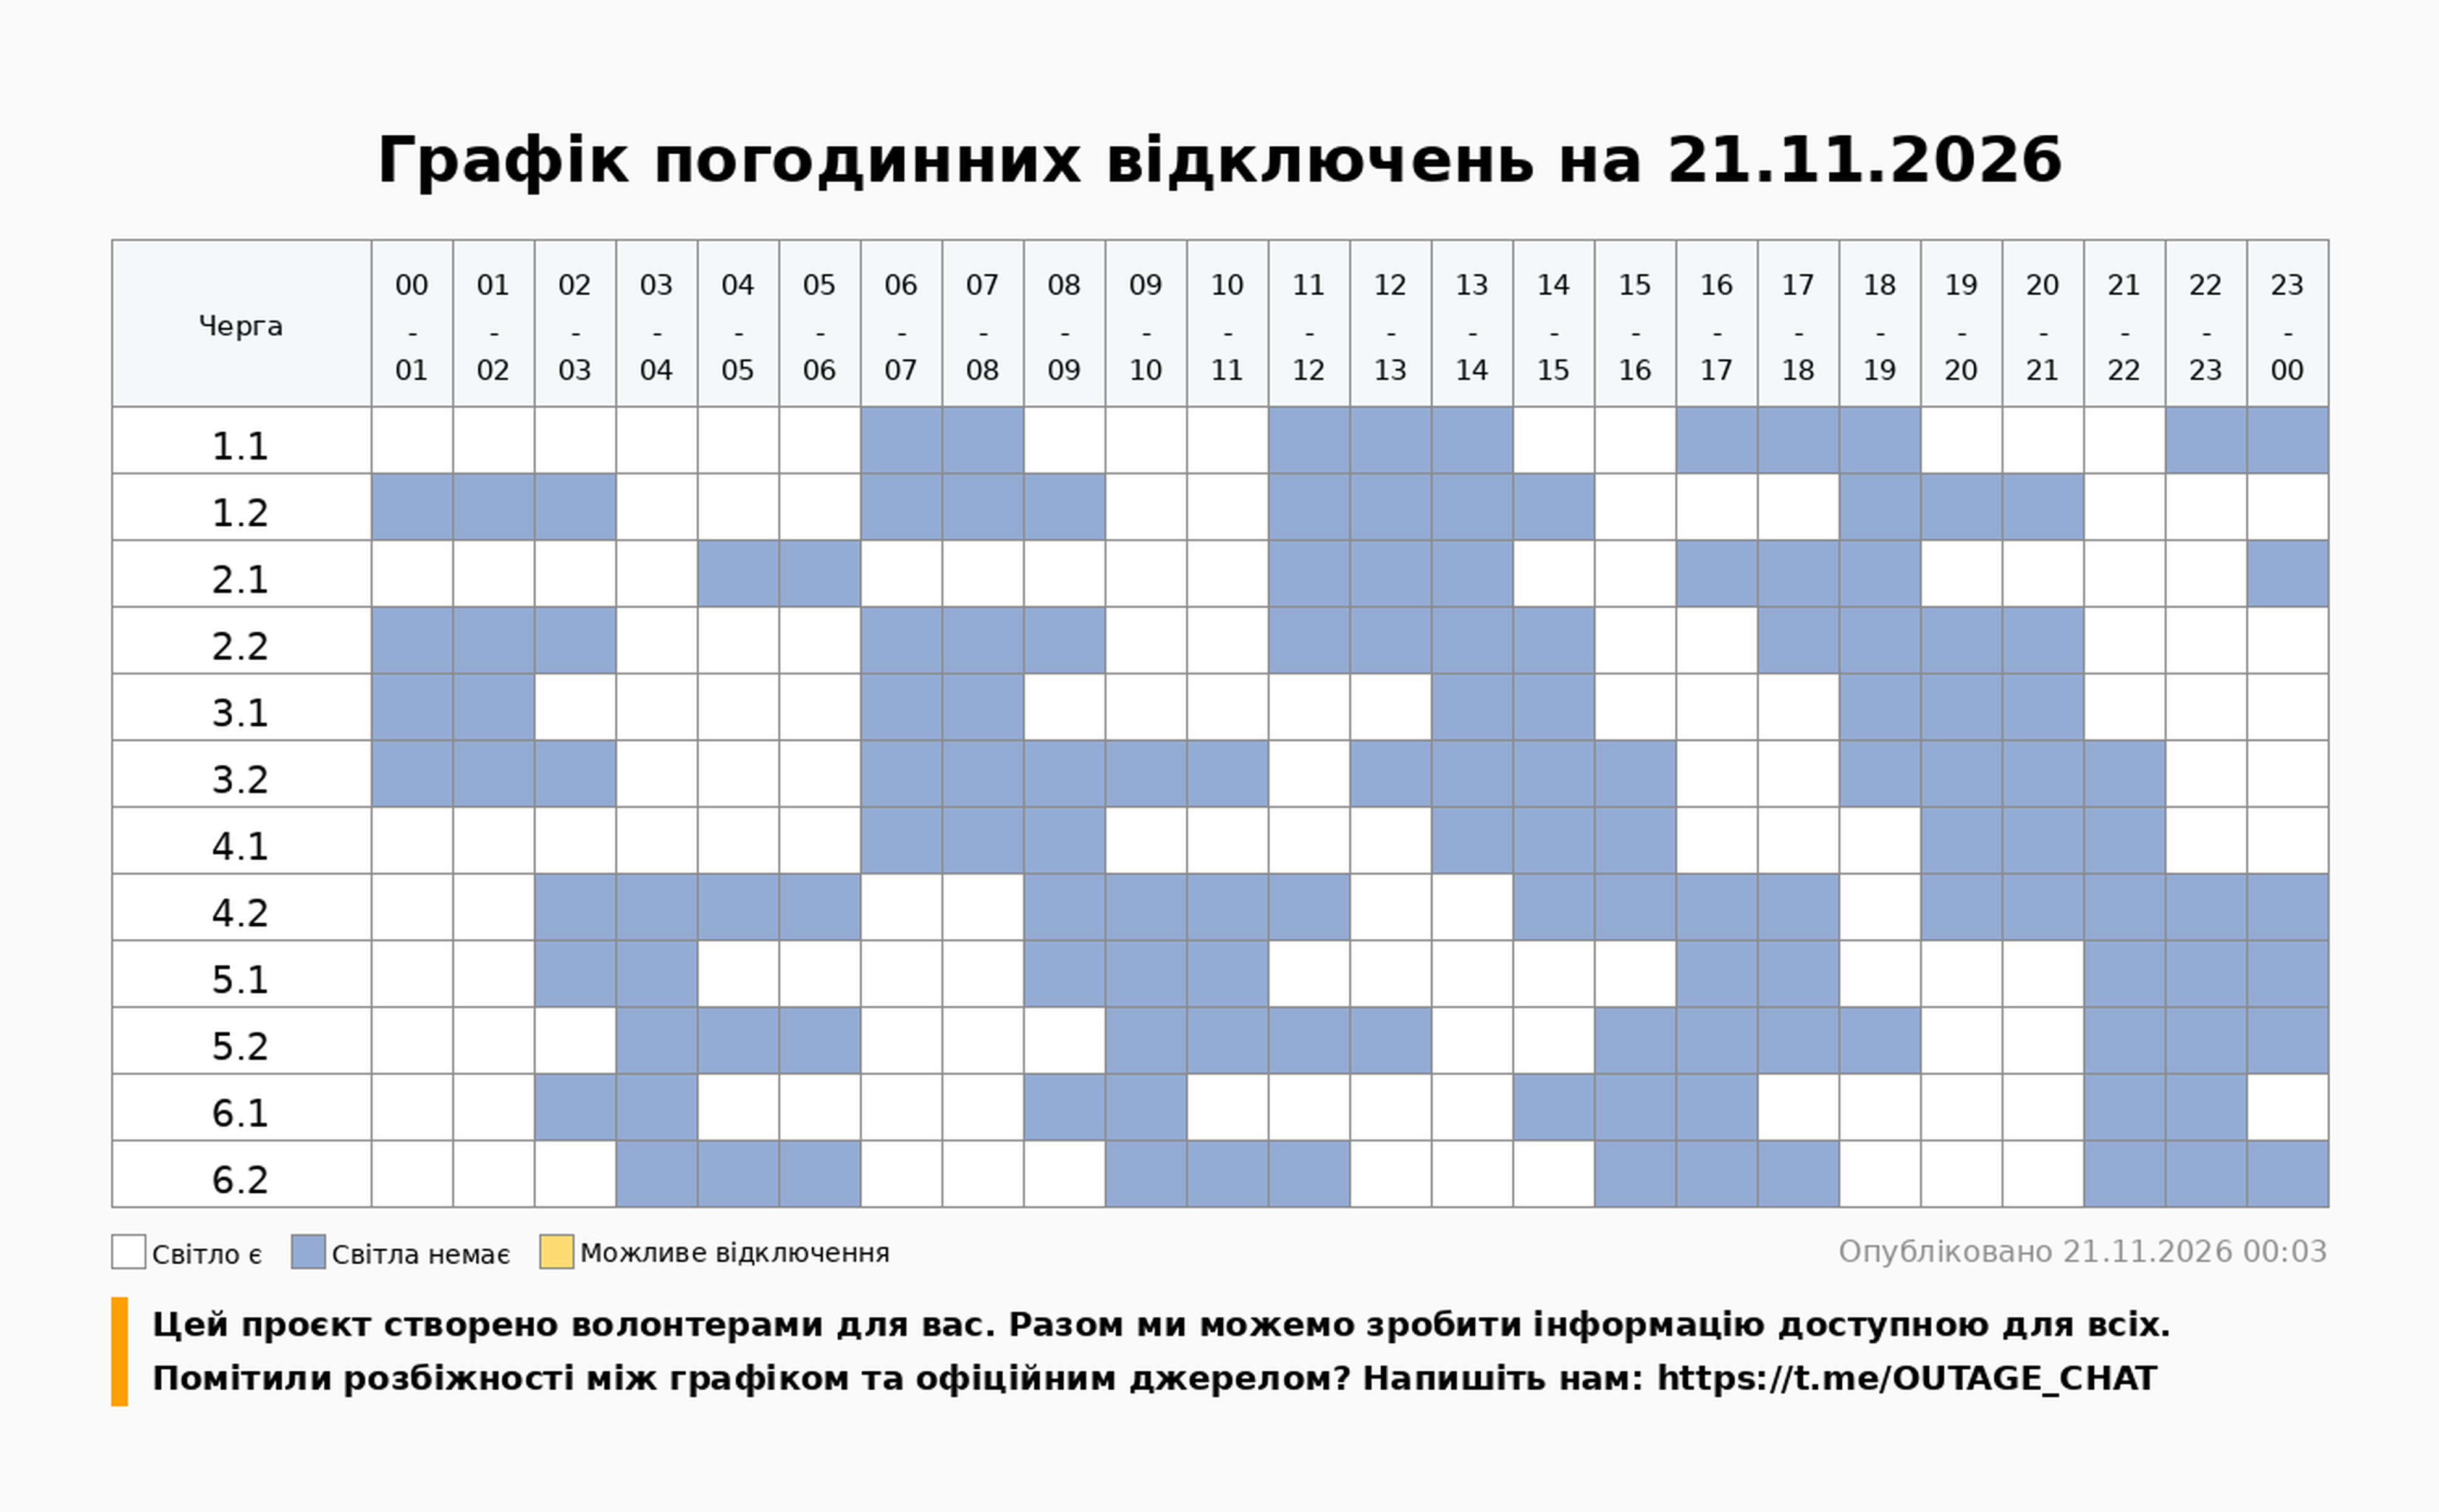 Графік погодинних відключень на 21.11.2026
Черга 00 - 01 01 - 02 02 - 03 03 - 04 04 - 05 05 - 06 06 - 07 07 - 08 08 - 09 09 - 10 10 - 11 11 - 12 12 - 13 13 - 14 14 - 15 15 - 16 16 - 17 17 - 18 18 - 19 19 - 20 20 - 21 21 - 22 22 - 23 23 - 00
1.1
1.2
2.1
2.2
3.1
3.2
4.1
4.2
5.1
5.2
6.1
6.2
Світло є Світла немає Можливе відключення Опубліковано 21.11.2026 00:03
Цей проєкт створено волонтерами для вас. Разом ми можемо зробити інформацію доступною для всіх.
Помітили розбіжності між графіком та офіційним джерелом? Напишіть нам: https://t.me/OUTAGE_CHAT